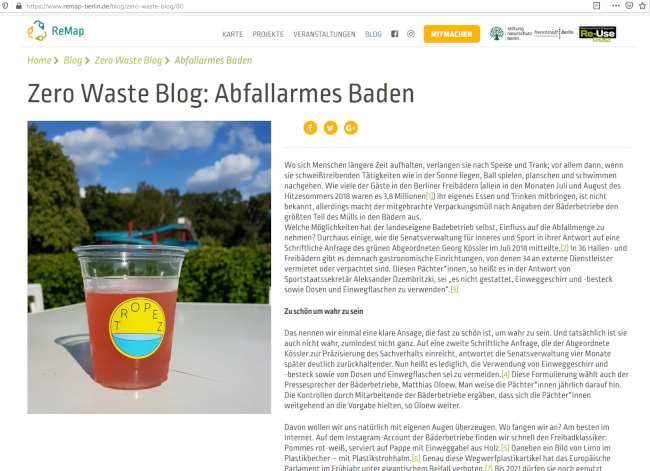 https://www.remap-berlin.de/blog/zero-waste-blog/80
ReMap
KARTE PROJEKTE VERANSTALTUNGEN BLOG MITMACHEN
stiftung
naturschutz
berlin
Re-Use
Home > Blog > Zero Waste Blog > Abfallarmes Baden
Zero Waste Blog: Abfallarmes Baden
TROPEZ
Wo sich Menschen längere Zeit aufhalten, verlangen sie nach Speise und Trank; vor allem dann, wenn
sie schweißtreibenden Tätigkeiten wie in der Sonne liegen, Ball spielen, planschen und schwimmen
nachgehen. Wie viele der Gäste in den Berliner Freibädern (allein in den Monaten Juli und August des
Hitzesommers 2018 waren es 3,8 Millionen[1]) ihr eigenes Essen und Trinken mitbringen, ist nicht
bekannt, allerdings macht der mitgebrachte Verpackungsmüll nach Angaben der Bäderbetriebe den
größten Teil des Mülls in den Bädern aus.
Welche Möglichkeiten hat der landeseigene Badebetrieb selbst, Einfluss auf die Abfallmenge zu
nehmen? Durchaus einige, wie die Senatsverwaltung für Inneres und Sport in ihrer Antwort auf eine
Schriftliche Anfrage des grünen Abgeordneten Georg Kössler im Juli 2018 mitteilte.[2] In 36 Hallen- und
Freibädern gibt es demnach gastronomische Einrichtungen, von denen 34 an externe Dienstleister
vermietet oder verpachtet sind. Diesen Pächter*innen, so heißt es in der Antwort von
Sportstaatssekretär Aleksander Dzembritzki, sei „es nicht gestattet, Einweggeschirr und -besteck
sowie Dosen und Einwegflaschen zu verwenden“.[3]
Zu schön um wahr zu sein
Das nennen wir einmal eine klare Ansage, die fast zu schön ist, um wahr zu sein. Und tatsächlich ist sie
auch nicht wahr, zumindest nicht ganz. Auf eine zweite Schriftliche Anfrage, die der Abgeordnete
Kössler zur Präzisierung des Sachverhalts einreicht, antwortet die Senatsverwaltung vier Monate
später deutlich zurückhaltender. Nun heißt es lediglich, die Verwendung von Einweggeschirr und
-besteck sowie von Dosen und Einwegflaschen sei zu vermeiden.[4] Diese Formulierung wählt auch der
Pressesprecher der Bäderbetriebe, Matthias Oloew. Man weise die Pächter*innen jährlich darauf hin.
Die Kontrollen durch Mitarbeitende der Bäderbetriebe ergäben, dass sich die Pächter*innen
weitgehend an die Vorgabe hielten, so Oloew weiter.
Davon wollen wir uns natürlich mit eigenen Augen überzeugen. Wo fangen wir an? Am besten im
Internet. Auf dem Instagram-Account der Bäderbetriebe finden wir schnell den Freibadklassiker:
Pommes rot-weiß, serviert auf Pappe mit Einweggabel aus Holz.[5] Daneben ein Bild von Limo im
Plastikbecher – mit Plastikstrohhalm.[6] Genau diese Wegwerfplastikartikel hat das Europäische
Parlament im Frühjahr unter gigantischem Beifall verboten.[7] Bis 2021 dürfen sie noch genutzt